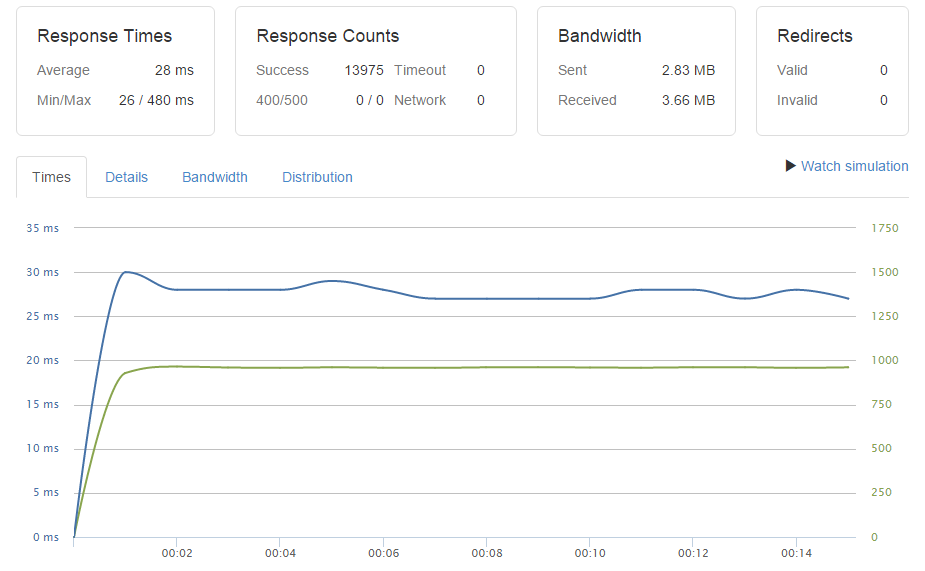 Response Times
Average 28 ms
Min/Max 26 / 480 ms
Response Counts
Success 13975 Timeout 0
400/500 0 / 0 Network 0
Bandwidth
Sent 2.83 MB
Received 3.66 MB
Redirects
Valid 0
Invalid 0
Times Details Bandwidth Distribution
Watch simulation
35 ms 1750
30 ms 1500
25 ms 1250
20 ms 1000
15 ms 750
10 ms 500
5 ms 250
0 ms 0
00:02 00:04 00:06 00:08 00:10 00:12 00:14